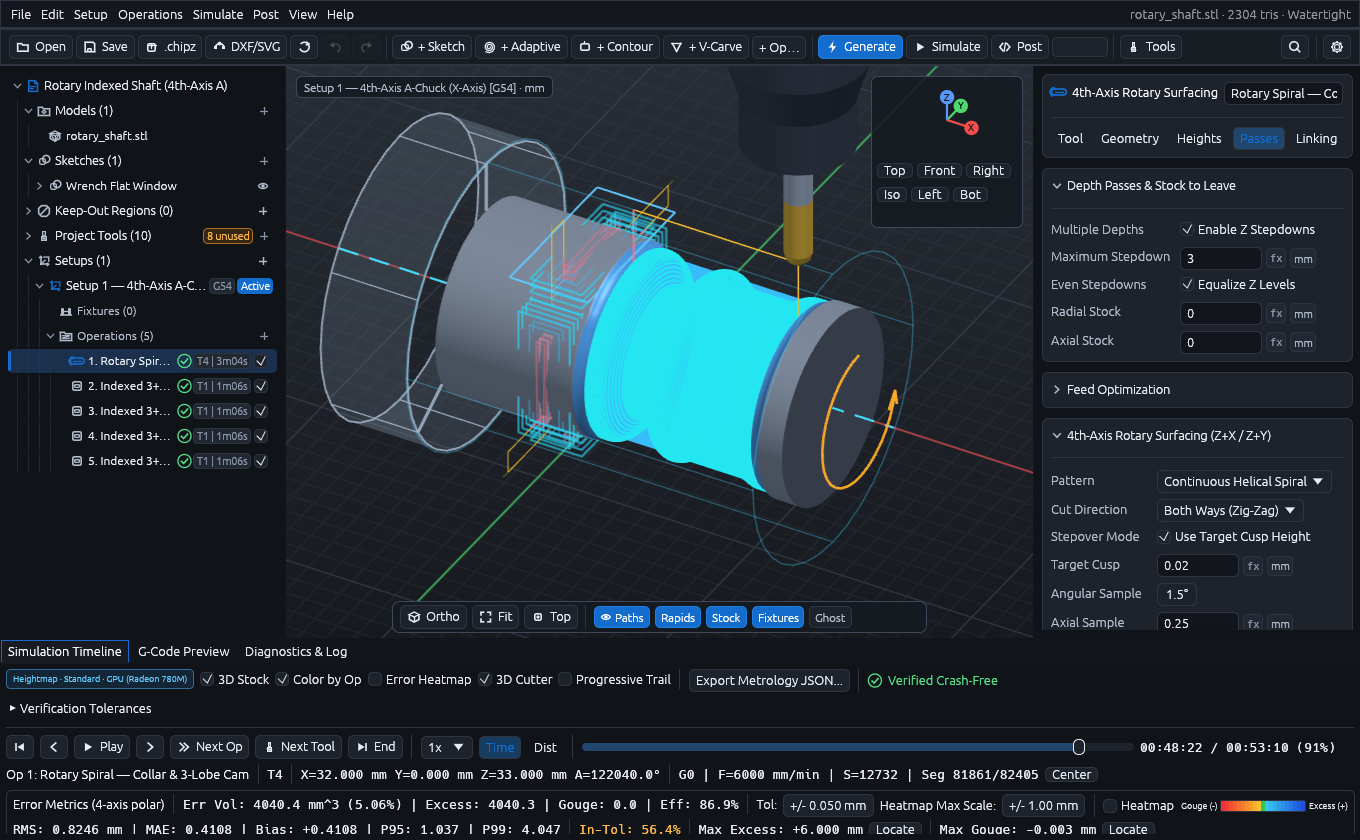 File Edit Setup Operations Simulate Post View Help
rotary_shaft.stl · 2304 tris · Watertight
Open Save .chipz DXF/SVG + Sketch + Adaptive + Contour + V-Carve + Op... Generate Simulate Post Tools
Rotary Indexed Shaft (4th-Axis A)
Models (1) +
rotary_shaft.stl
Sketches (1) +
Wrench Flat Window
Keep-Out Regions (0) +
Project Tools (10) 8 unused +
Setups (1) +
Setup 1 — 4th-Axis A-C... G54 Active
Fixtures (0)
Operations (5) +
1. Rotary Spir... T4 | 3m04s
2. Indexed 3+... T1 | 1m06s
3. Indexed 3+... T1 | 1m06s
4. Indexed 3+... T1 | 1m06s
5. Indexed 3+... T1 | 1m06s
Setup 1 — 4th-Axis A-Chuck (X-Axis) [G54] · mm
Z
Y
X
Top Front Right
Iso Left Bot
Ortho Fit Top Paths Rapids Stock Fixtures Ghost
4th-Axis Rotary Surfacing Rotary Spiral — Co
Tool Geometry Heights Passes Linking
Depth Passes & Stock to Leave
Multiple Depths Enable Z Stepdowns
Maximum Stepdown 3 fx mm
Even Stepdowns Equalize Z Levels
Radial Stock 0 fx mm
Axial Stock 0 fx mm
Feed Optimization
4th-Axis Rotary Surfacing (Z+X / Z+Y)
Pattern Continuous Helical Spiral
Cut Direction Both Ways (Zig-Zag)
Stepover Mode Use Target Cusp Height
Target Cusp 0.02 fx mm
Angular Sample 1.5°
Axial Sample 0.25 fx mm
Simulation Timeline G-Code Preview Diagnostics & Log
Heightmap · Standard · GPU (Radeon 780M) 3D Stock Color by Op Error Heatmap 3D Cutter Progressive Trail Export Metrology JSON... Verified Crash-Free
Verification Tolerances
Play Next Op Next Tool End 1x Time Dist 00:48:22 / 00:53:10 (91%)
Op 1: Rotary Spiral — Collar & 3-Lobe Cam T4 X=32.000 mm Y=0.000 mm Z=33.000 mm A=122040.0° G0 | F=6000 mm/min | S=12732 | Seg 81861/82405 Center
Error Metrics (4-axis polar) Err Vol: 4040.4 mm^3 (5.06%) | Excess: 4040.3 | Gouge: 0.0 | Eff: 86.9% Tol: +/- 0.050 mm Heatmap Max Scale: +/- 1.00 mm Heatmap Gouge (-) Excess (+)
RMS: 0.8246 mm | MAE: 0.4108 | Bias: +0.4108 | P95: 1.037 | P99: 4.047 In-Tol: 56.4% Max Excess: +6.000 mm Locate Max Gouge: -0.003 mm Locate